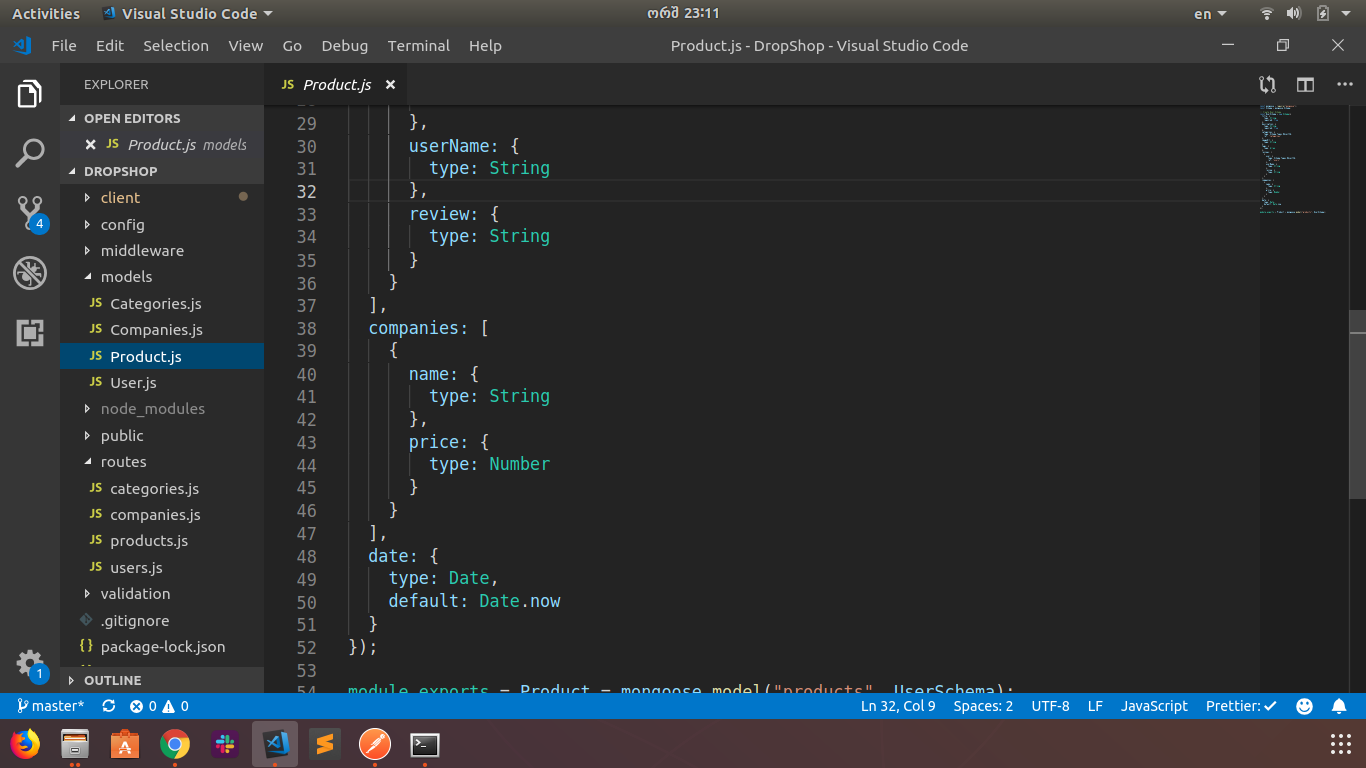 Activities Visual Studio Code ორშ 23:11 en
File Edit Selection View Go Debug Terminal Help Product.js - DropShop - Visual Studio Code
EXPLORER
JS Product.js
OPEN EDITORS
JS Product.js models
DROPSHOP
client
config
middleware
models
JS Categories.js
JS Companies.js
JS Product.js
JS User.js
node_modules
public
routes
JS categories.js
JS companies.js
JS products.js
JS users.js
validation
.gitignore
{} package-lock.json
OUTLINE
4
1
29 },
30 userName: {
31 type: String
32 },
33 review: {
34 type: String
35 }
36 }
37 ],
38 companies: [
39 {
40 name: {
41 type: String
42 },
43 price: {
44 type: Number
45 }
46 }
47 ],
48 date: {
49 type: Date,
50 default: Date.now
51 }
52 });
53
54 module.exports = Product = mongoose.model("products", UserSchema);
master* 0 0 Ln 32, Col 9 Spaces: 2 UTF-8 LF JavaScript Prettier: ✓